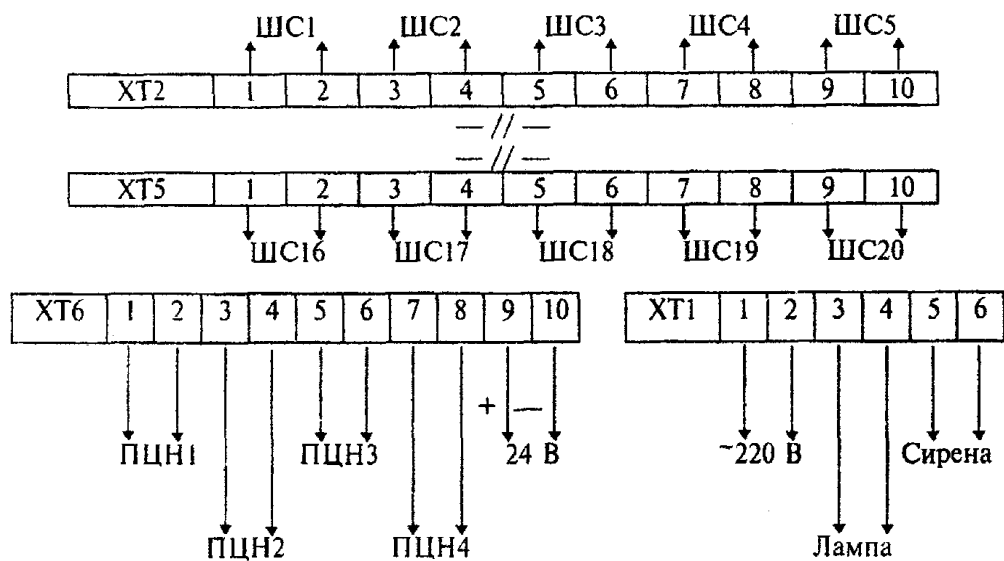 ШС1 ШС2 ШС3 ШС4 ШС5
XT2 1 2 3 4 5 6 7 8 9 10
— // —
— // —
XT5 1 2 3 4 5 6 7 8 9 10
ШС16 ШС17 ШС18 ШС19 ШС20
XT6 1 2 3 4 5 6 7 8 9 10
XT1 1 2 3 4 5 6
+ —
ПЦН1 ПЦН3 24 В
~220 В Сирена
ПЦН2 ПЦН4
Лампа